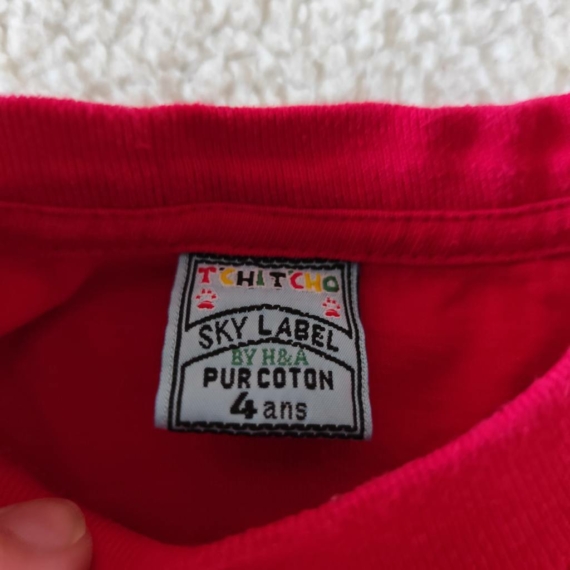 TCHITCHO
SKY LABEL
BY H&A
PUR COTON
4 ans